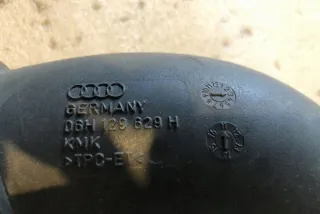 GERMANY
06H 129 629 H
KMK
>TPC-ET<